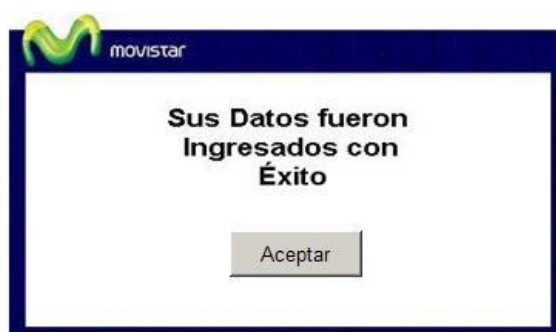 movistar
Sus Datos fueron
Ingresados con
Éxito
Aceptar